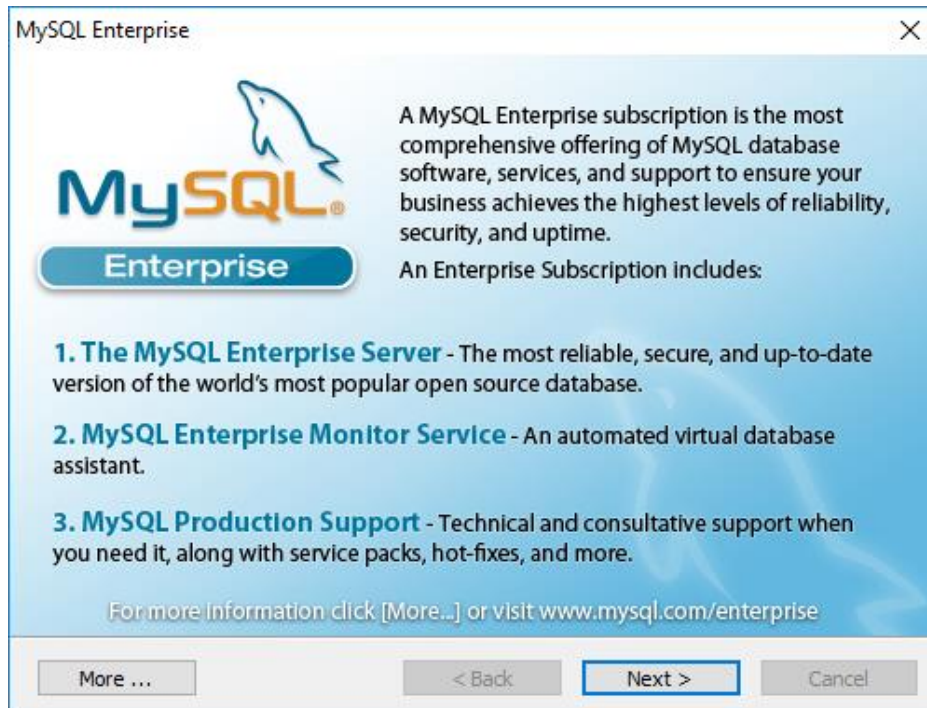 MySQL Enterprise
MySQL®
Enterprise
A MySQL Enterprise subscription is the most
comprehensive offering of MySQL database
software, services, and support to ensure your
business achieves the highest levels of reliability,
security, and uptime.
An Enterprise Subscription includes:
1. The MySQL Enterprise Server - The most reliable, secure, and up-to-date
version of the world's most popular open source database.
2. MySQL Enterprise Monitor Service - An automated virtual database
assistant.
3. MySQL Production Support - Technical and consultative support when
you need it, along with service packs, hot-fixes, and more.
For more information click [More...] or visit www.mysql.com/enterprise
More ...
< Back
Next >
Cancel